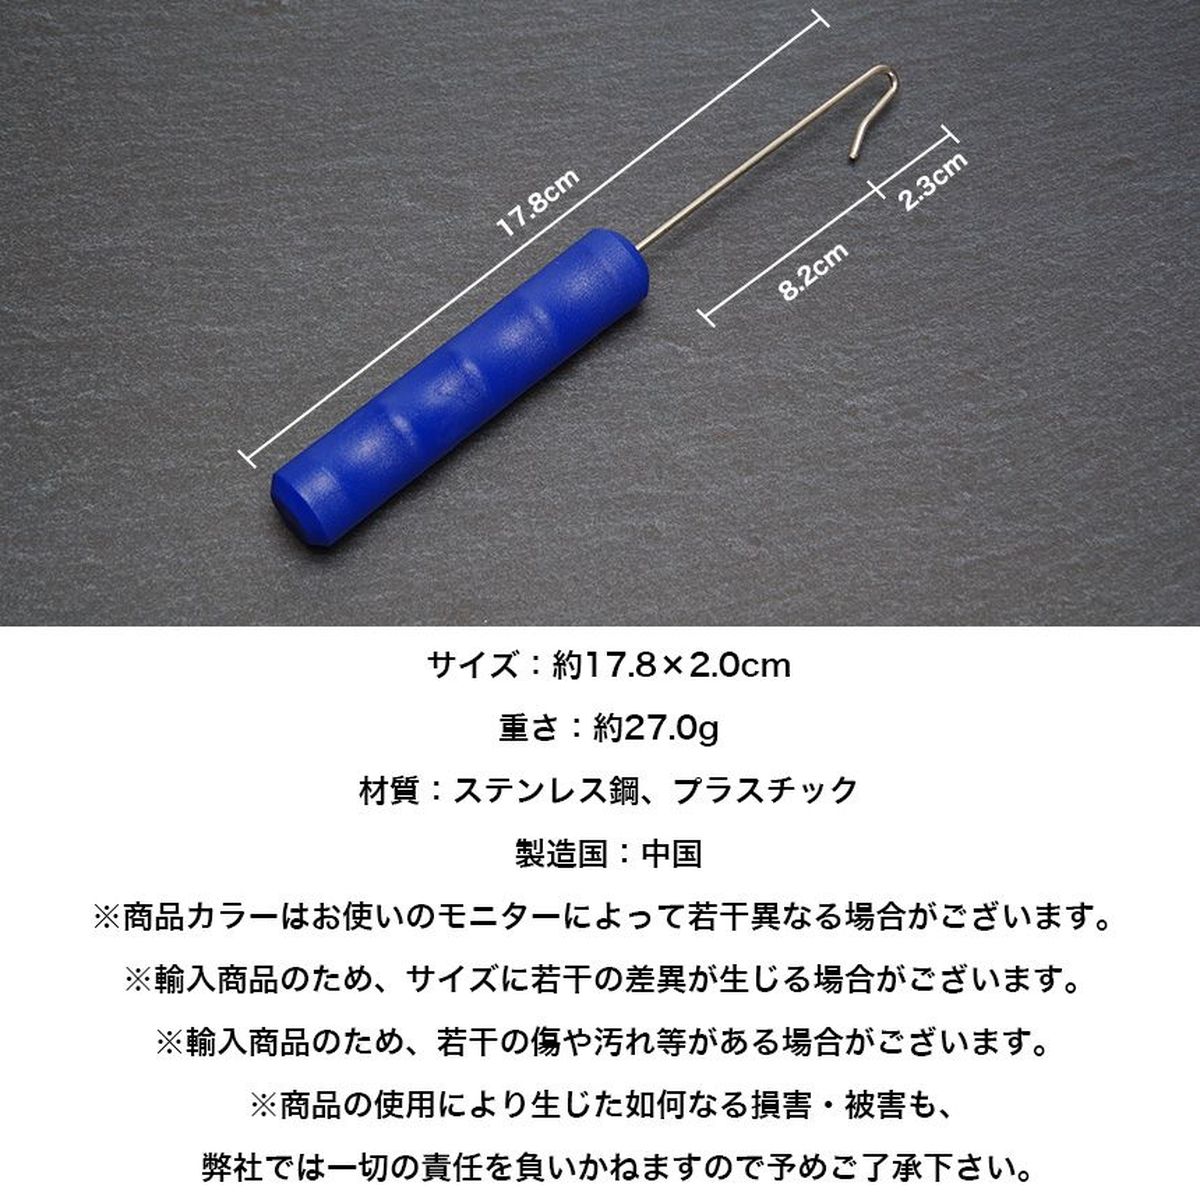 17.8cm
2.3cm
8.2cm
サイズ：約17.8×2.0cm
重さ：約27.0g
材質：ステンレス鋼、プラスチック
製造国：中国
※商品カラーはお使いのモニターによって若干異なる場合がございます。
※輸入商品のため、サイズに若干の差異が生じる場合がございます。
※輸入商品のため、若干の傷や汚れ等がある場合がございます。
※商品の使用により生じた如何なる損害・被害も、
弊社では一切の責任を負いかねますので予めご了承下さい。